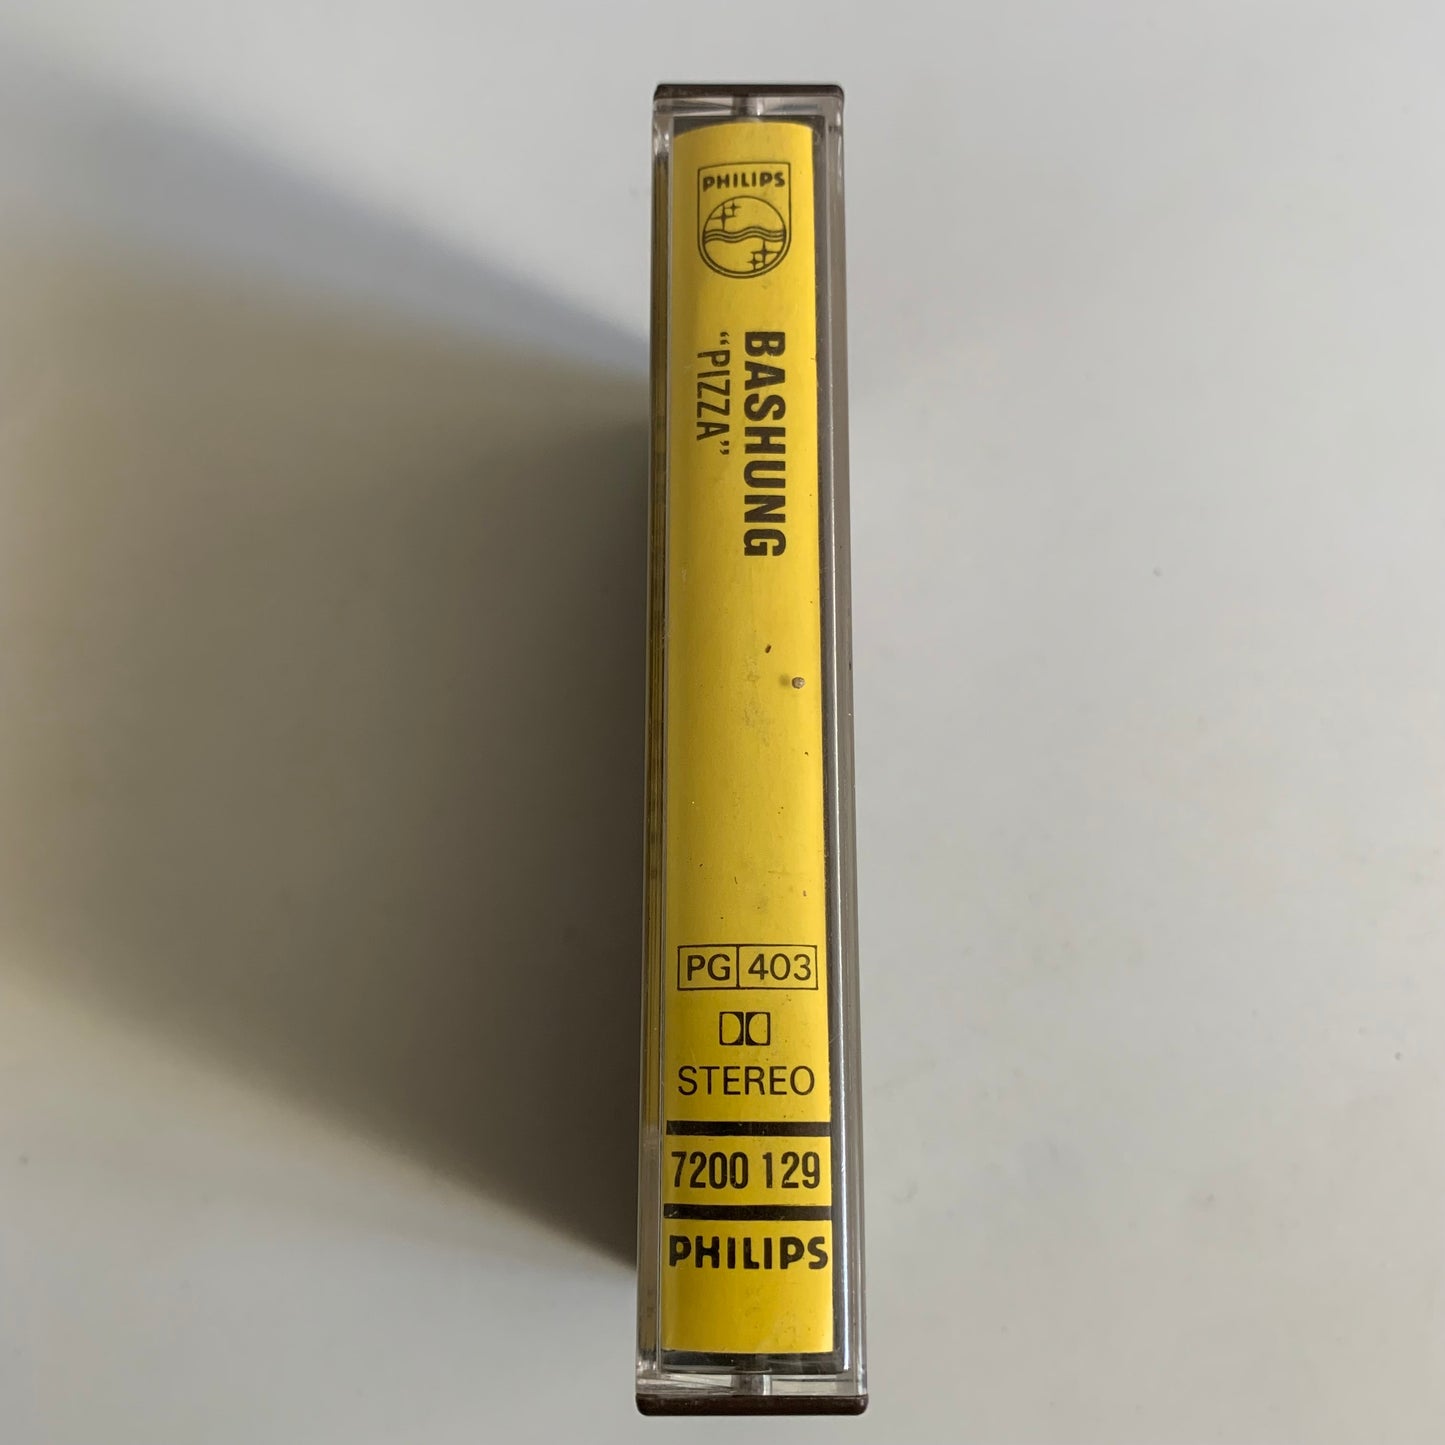 PHILIPS
BASHUNG
“PIZZA”
PG 403
STEREO
7200 129
PHILIPS